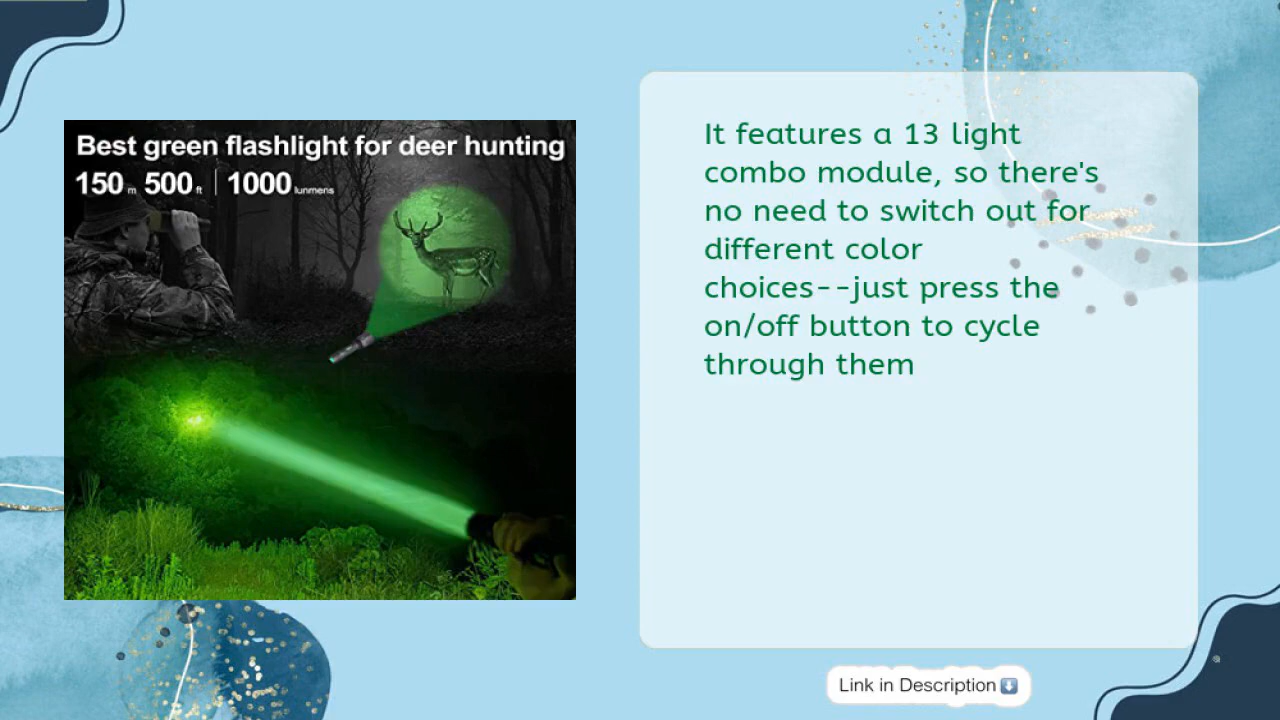 Best green flashlight for deer hunting
150 m 500 ft | 1000 lunmens
It features a 13 light
combo module, so there's
no need to switch out for
different color
choices--just press the
on/off button to cycle
through them
Link in Description